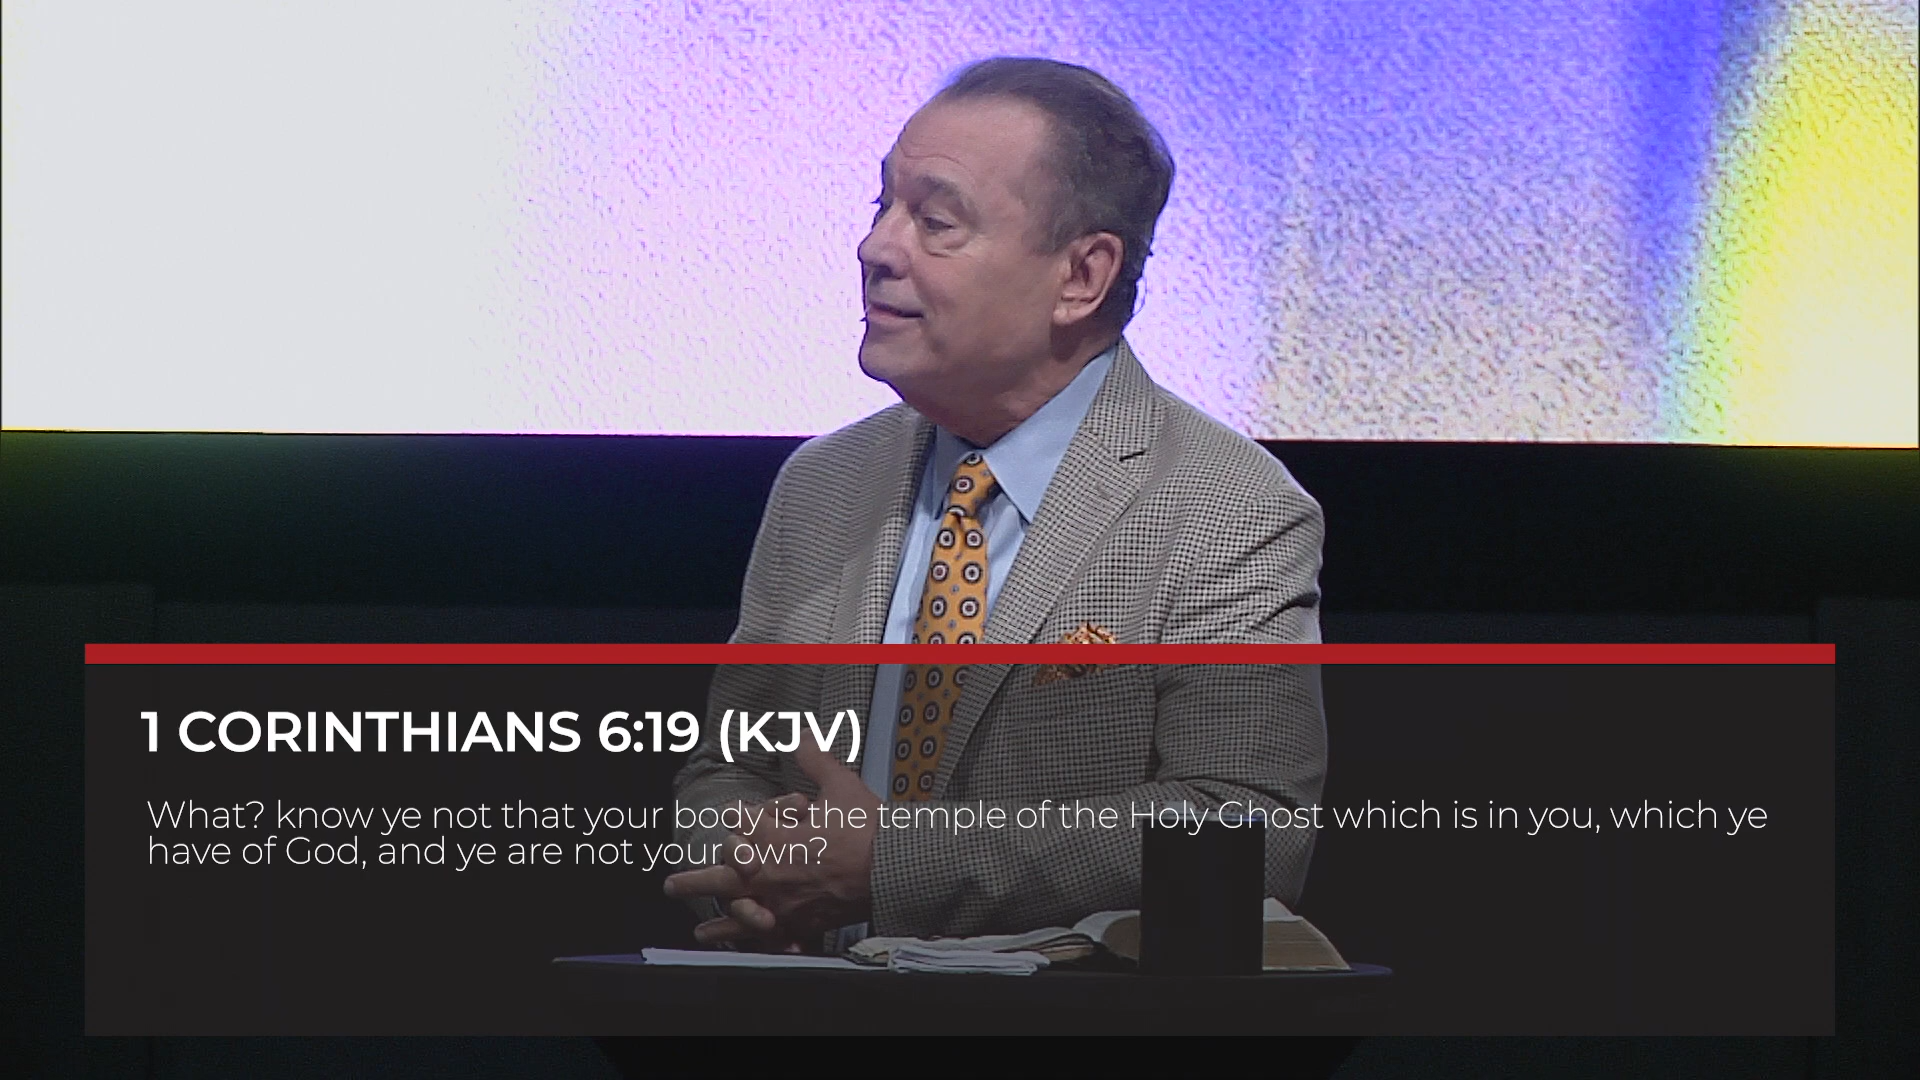 1 CORINTHIANS 6:19 (KJV)
What? know ye not that your body is the temple of the Holy Ghost which is in you, which ye
have of God, and ye are not your own?